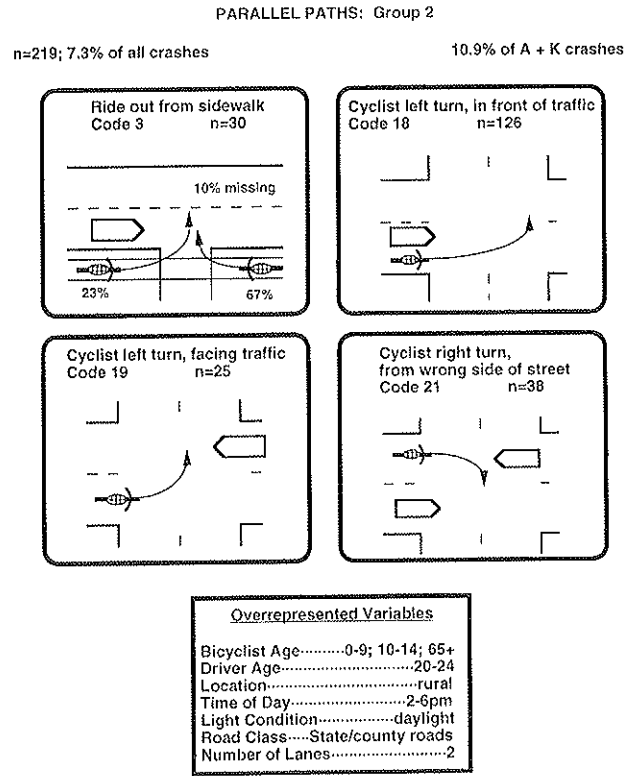 PARALLEL PATHS: Group 2
n=219; 7.3% of all crashes
10.9% of A + K crashes
Ride out from sidewalk
Code 3 n=30
10% missing
23%
67%
Cyclist left turn, in front of traffic
Code 18 n=126
Cyclist left turn, facing traffic
Code 19 n=25
Cyclist right turn,
from wrong side of street
Code 21 n=38
Overrepresented Variables
Bicyclist Age··········0-9; 10-14; 65+
Driver Age································20-24
Location································rural
Time of Day····························2-6pm
Light Condition··················daylight
Road Class·····State/county roads
Number of Lanes·························2